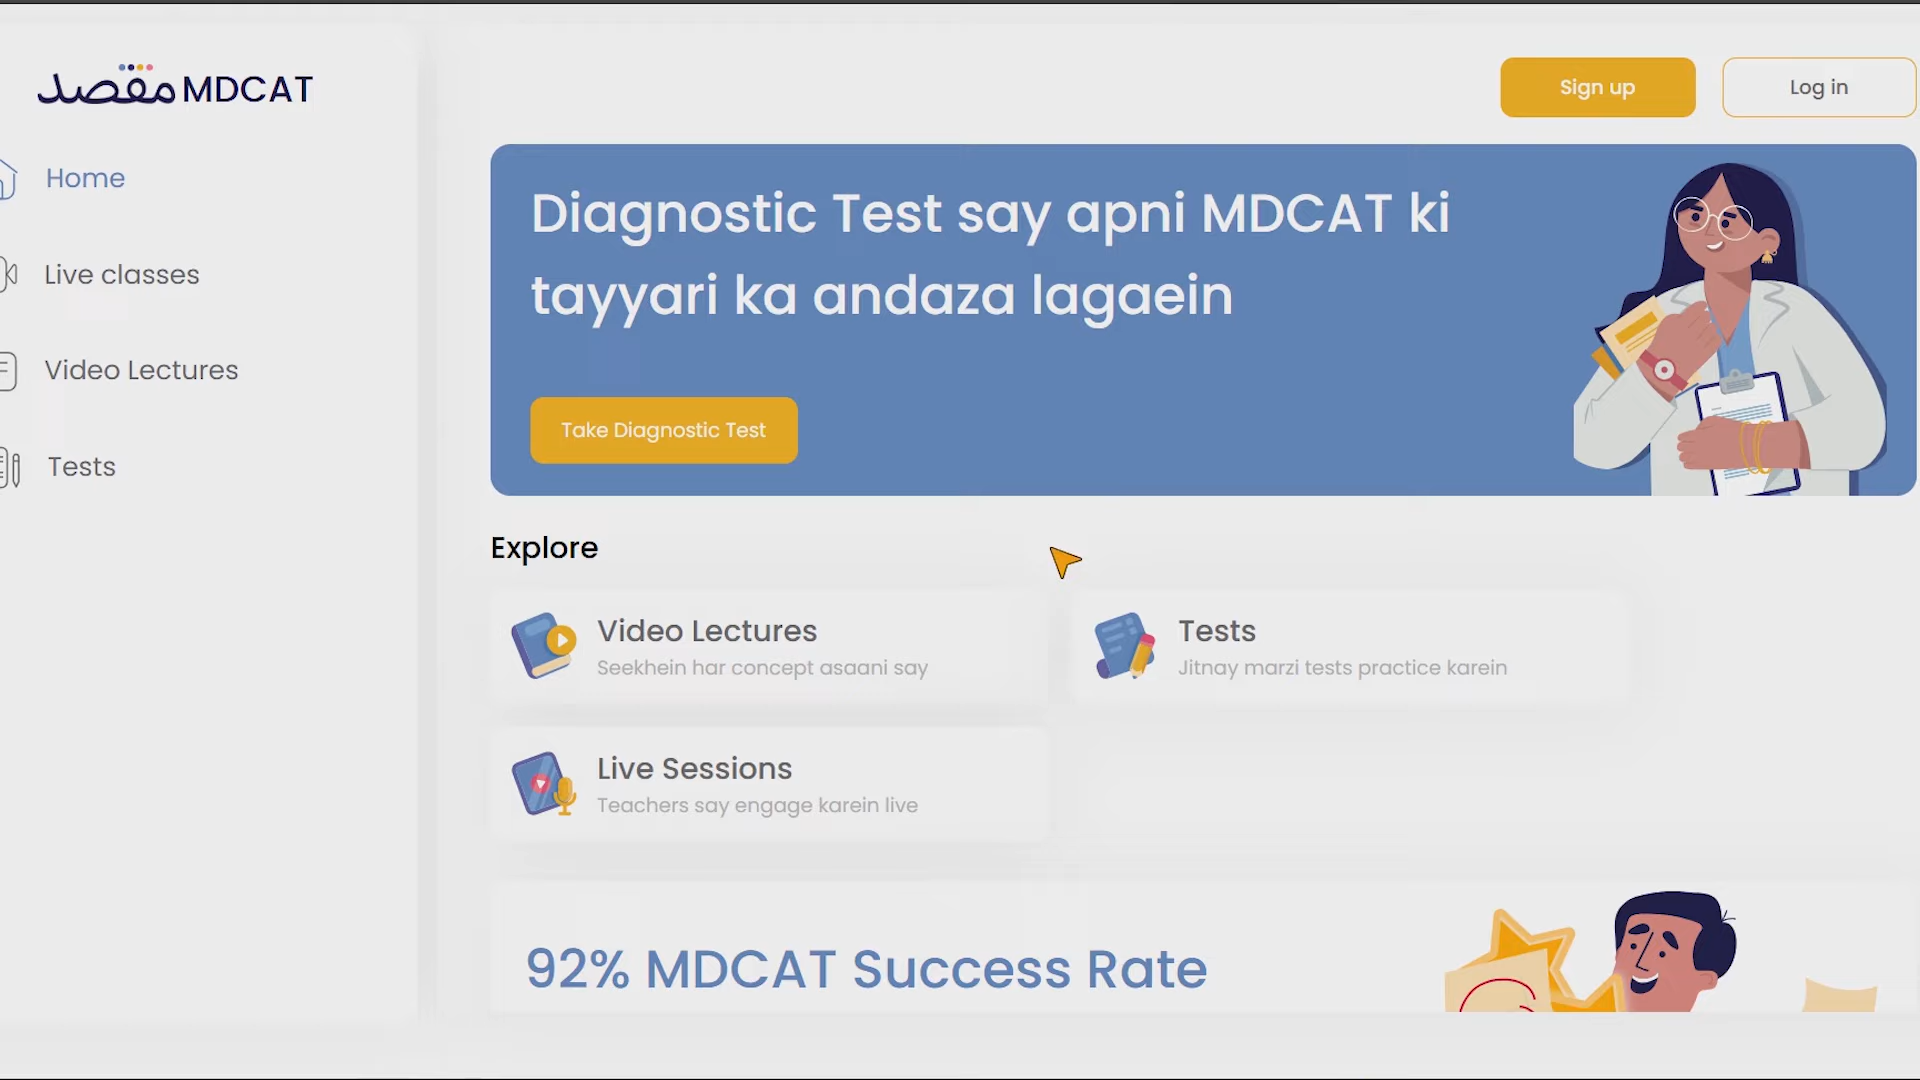 مقصد MDCAT
Home
Live classes
Video Lectures
Tests
Sign up
Log in
Diagnostic Test say apni MDCAT ki
tayyari ka andaza lagaein
Take Diagnostic Test
Explore
Video Lectures
Seekhein har concept asaani say
Tests
Jitnay marzi tests practice karein
Live Sessions
Teachers say engage karein live
92% MDCAT Success Rate